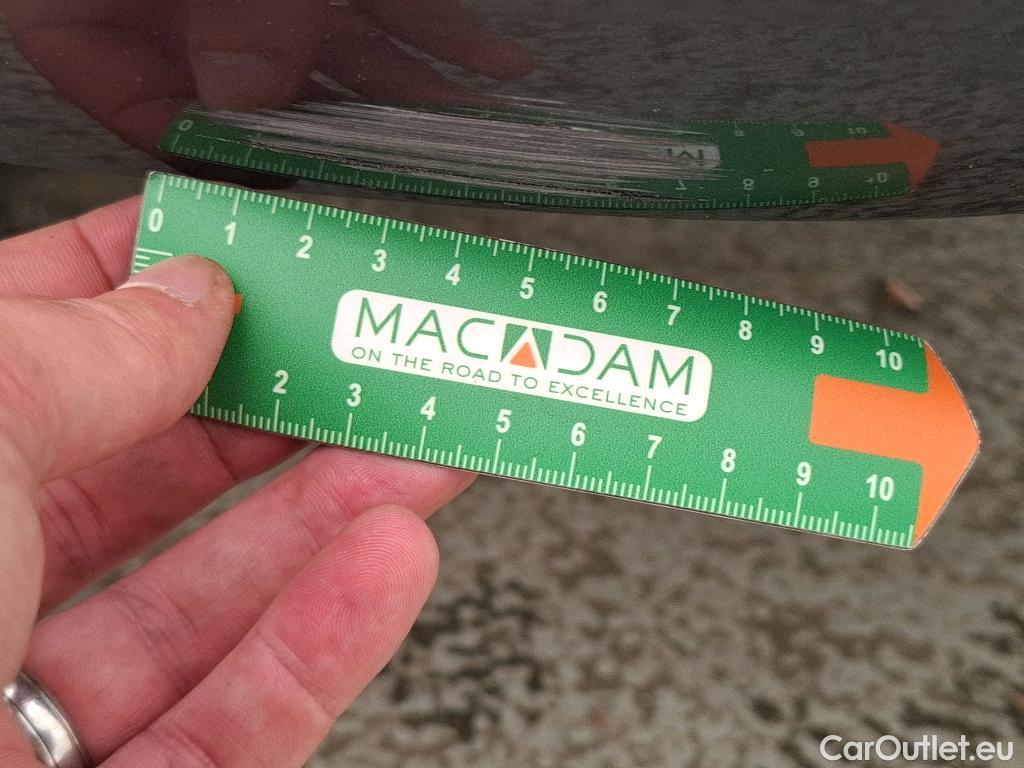 0 1 2 3 4 5 6 7 8 9 10
MACADAM
ON THE ROAD TO EXCELLENCE
2 3 4 5 6 7 8 9 10
CarOutlet.eu